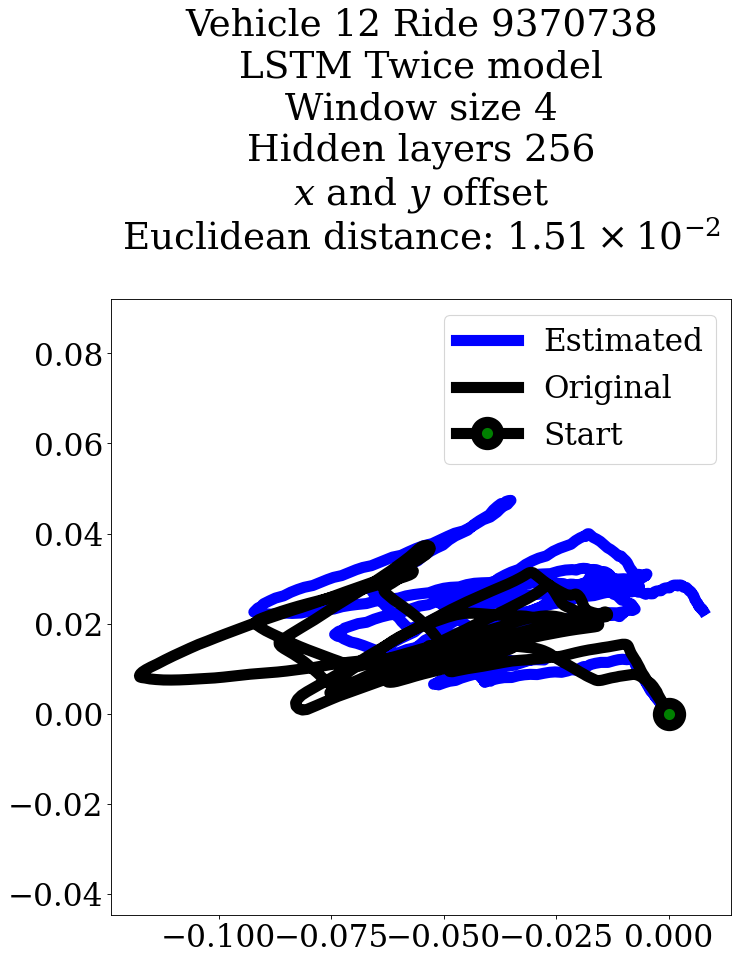 Vehicle 12 Ride 9370738
LSTM Twice model
Window size 4
Hidden layers 256
x and y offset
Euclidean distance: 1.51 × 10⁻²
Estimated
Original
Start
0.08
0.06
0.04
0.02
0.00
−0.02
−0.04
−0.100 −0.075 −0.050 −0.025 0.000